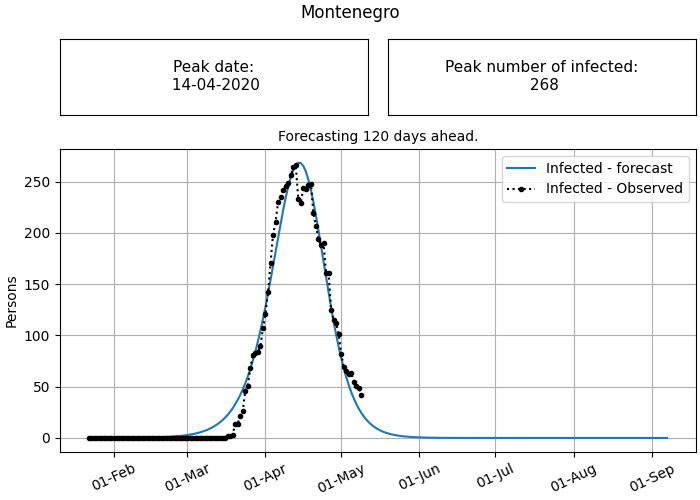 Montenegro
Peak date:
14-04-2020
Peak number of infected:
268
Forecasting 120 days ahead.
Infected - forecast
Infected - Observed
Persons
250
200
150
100
50
0
01-Feb
01-Mar
01-Apr
01-May
01-Jun
01-Jul
01-Aug
01-Sep